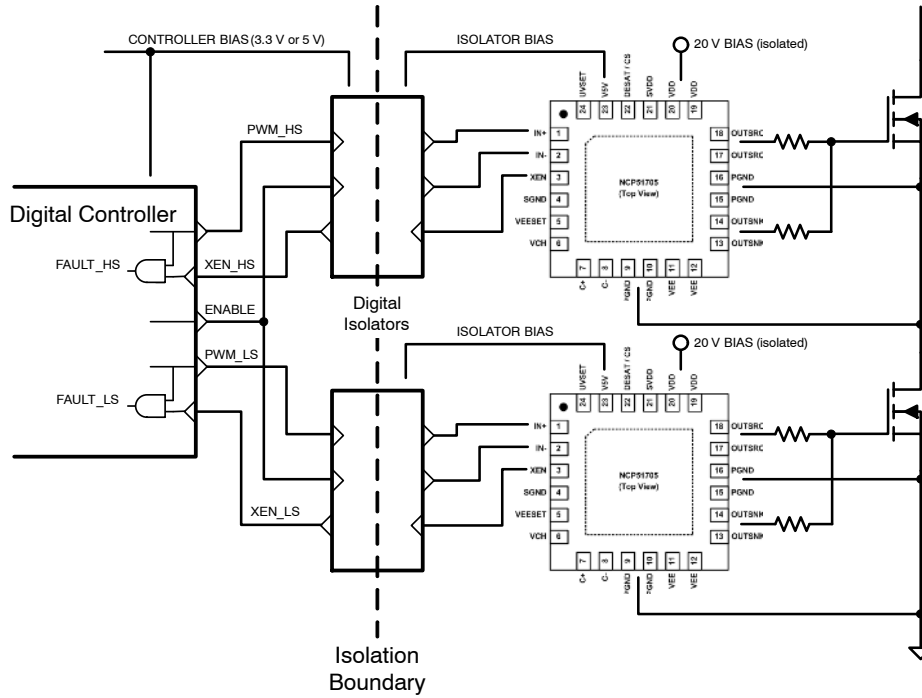 CONTROLLER BIAS (3.3 V or 5 V)
ISOLATOR BIAS
20 V BIAS (isolated)
UVSET
V5V
DESAT / CS
SVDD
VDD
VDD
24
23
22
21
20
19
PWM_HS
IN+
1
IN-
2
XEN
3
SGND
4
VEESET
5
VCH
6
NCP51705
(Top View)
18
OUTSRC
17
OUTSRC
16
PGND
15
PGND
14
OUTSNK
13
OUTSNK
7
8
9
10
11
12
C+
C-
PGND
PGND
VEE
VEE
Digital Controller
FAULT_HS
XEN_HS
ENABLE
PWM_LS
FAULT_LS
XEN_LS
Digital
Isolators
ISOLATOR BIAS
20 V BIAS (isolated)
UVSET
V5V
DESAT / CS
SVDD
VDD
VDD
24
23
22
21
20
19
IN+
1
IN-
2
XEN
3
SGND
4
VEESET
5
VCH
6
NCP51705
(Top View)
18
OUTSRC
17
OUTSRC
16
PGND
15
PGND
14
OUTSNK
13
OUTSNK
7
8
9
10
11
12
C+
C-
PGND
PGND
VEE
VEE
Isolation
Boundary